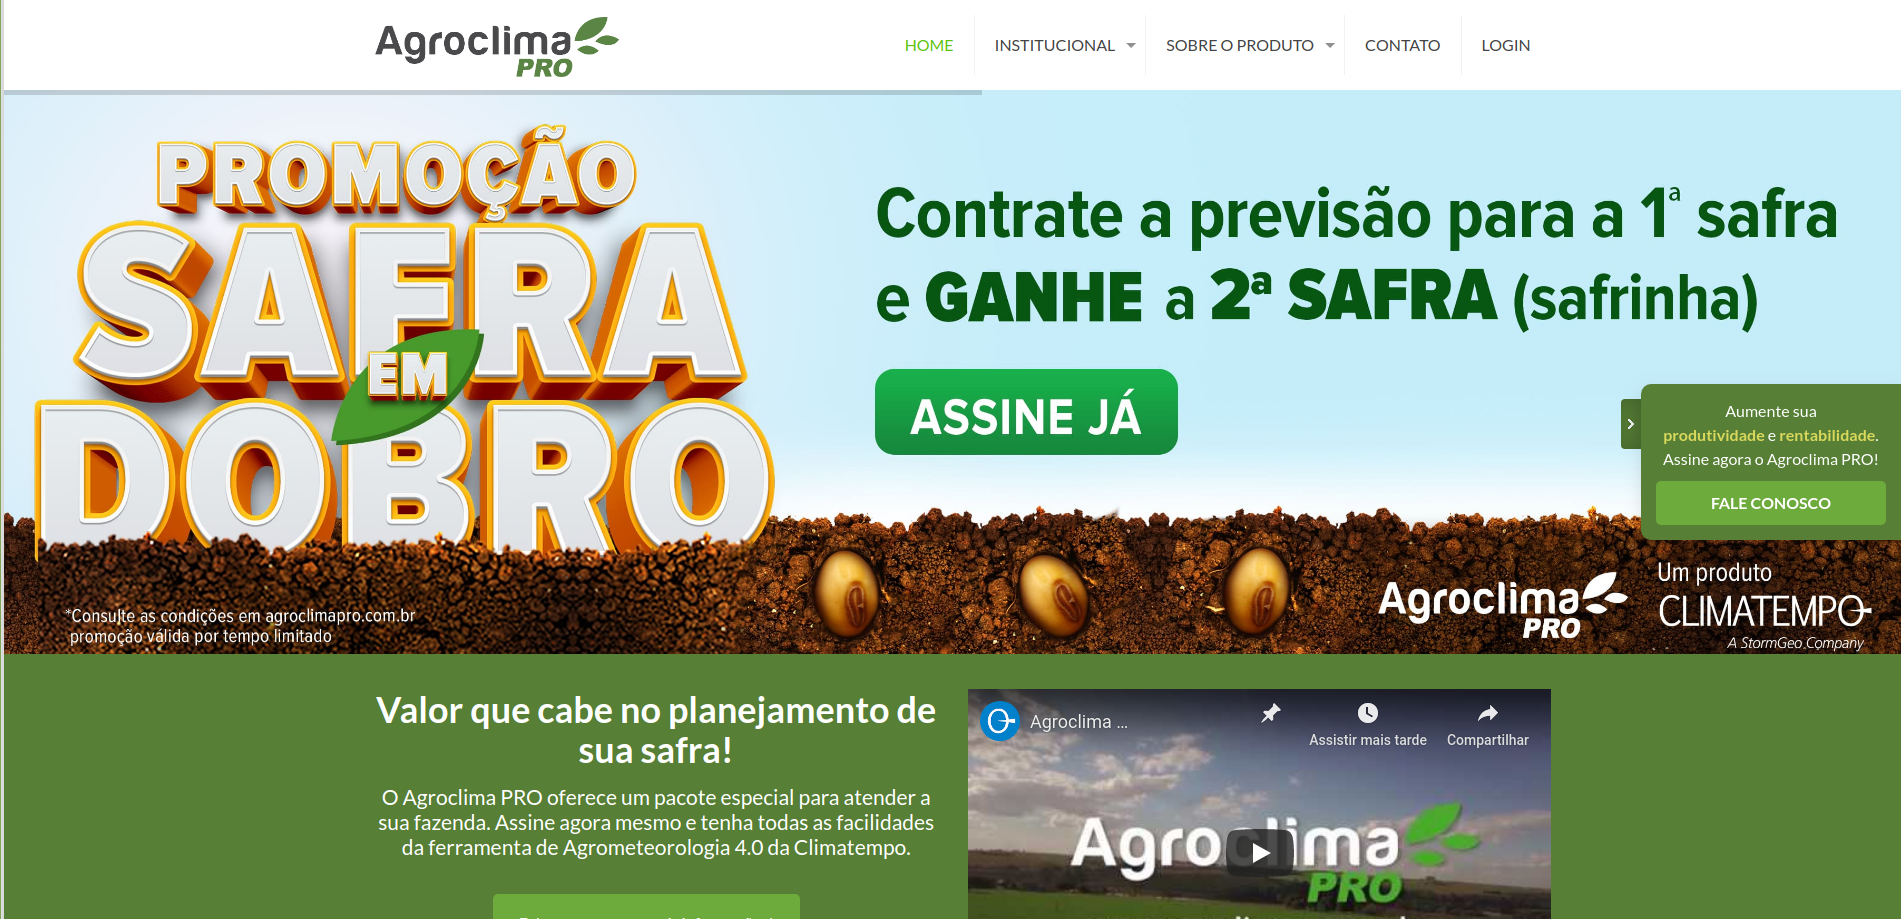 Agroclima
PRO
HOME
INSTITUCIONAL
SOBRE O PRODUTO
CONTATO
LOGIN
PROMOÇÃO
SAFRA
EM
DOBRO
Contrate a previsão para a 1ª safra
e GANHE a 2ª SAFRA (safrinha)
ASSINE JÁ
Aumente sua
produtividade e rentabilidade.
Assine agora o Agroclima PRO!
FALE CONOSCO
*Consulte as condições em agroclimapro.com.br
promoção válida por tempo limitado
Agroclima
PRO
Um produto
CLIMATEMPO
A StormGeo Company
Valor que cabe no planejamento de
sua safra!
O Agroclima PRO oferece um pacote especial para atender a
sua fazenda. Assine agora mesmo e tenha todas as facilidades
da ferramenta de Agrometeorologia 4.0 da Climatempo.
Agroclima ...
Assistir mais tarde
Compartilhar
Agroclima
PRO